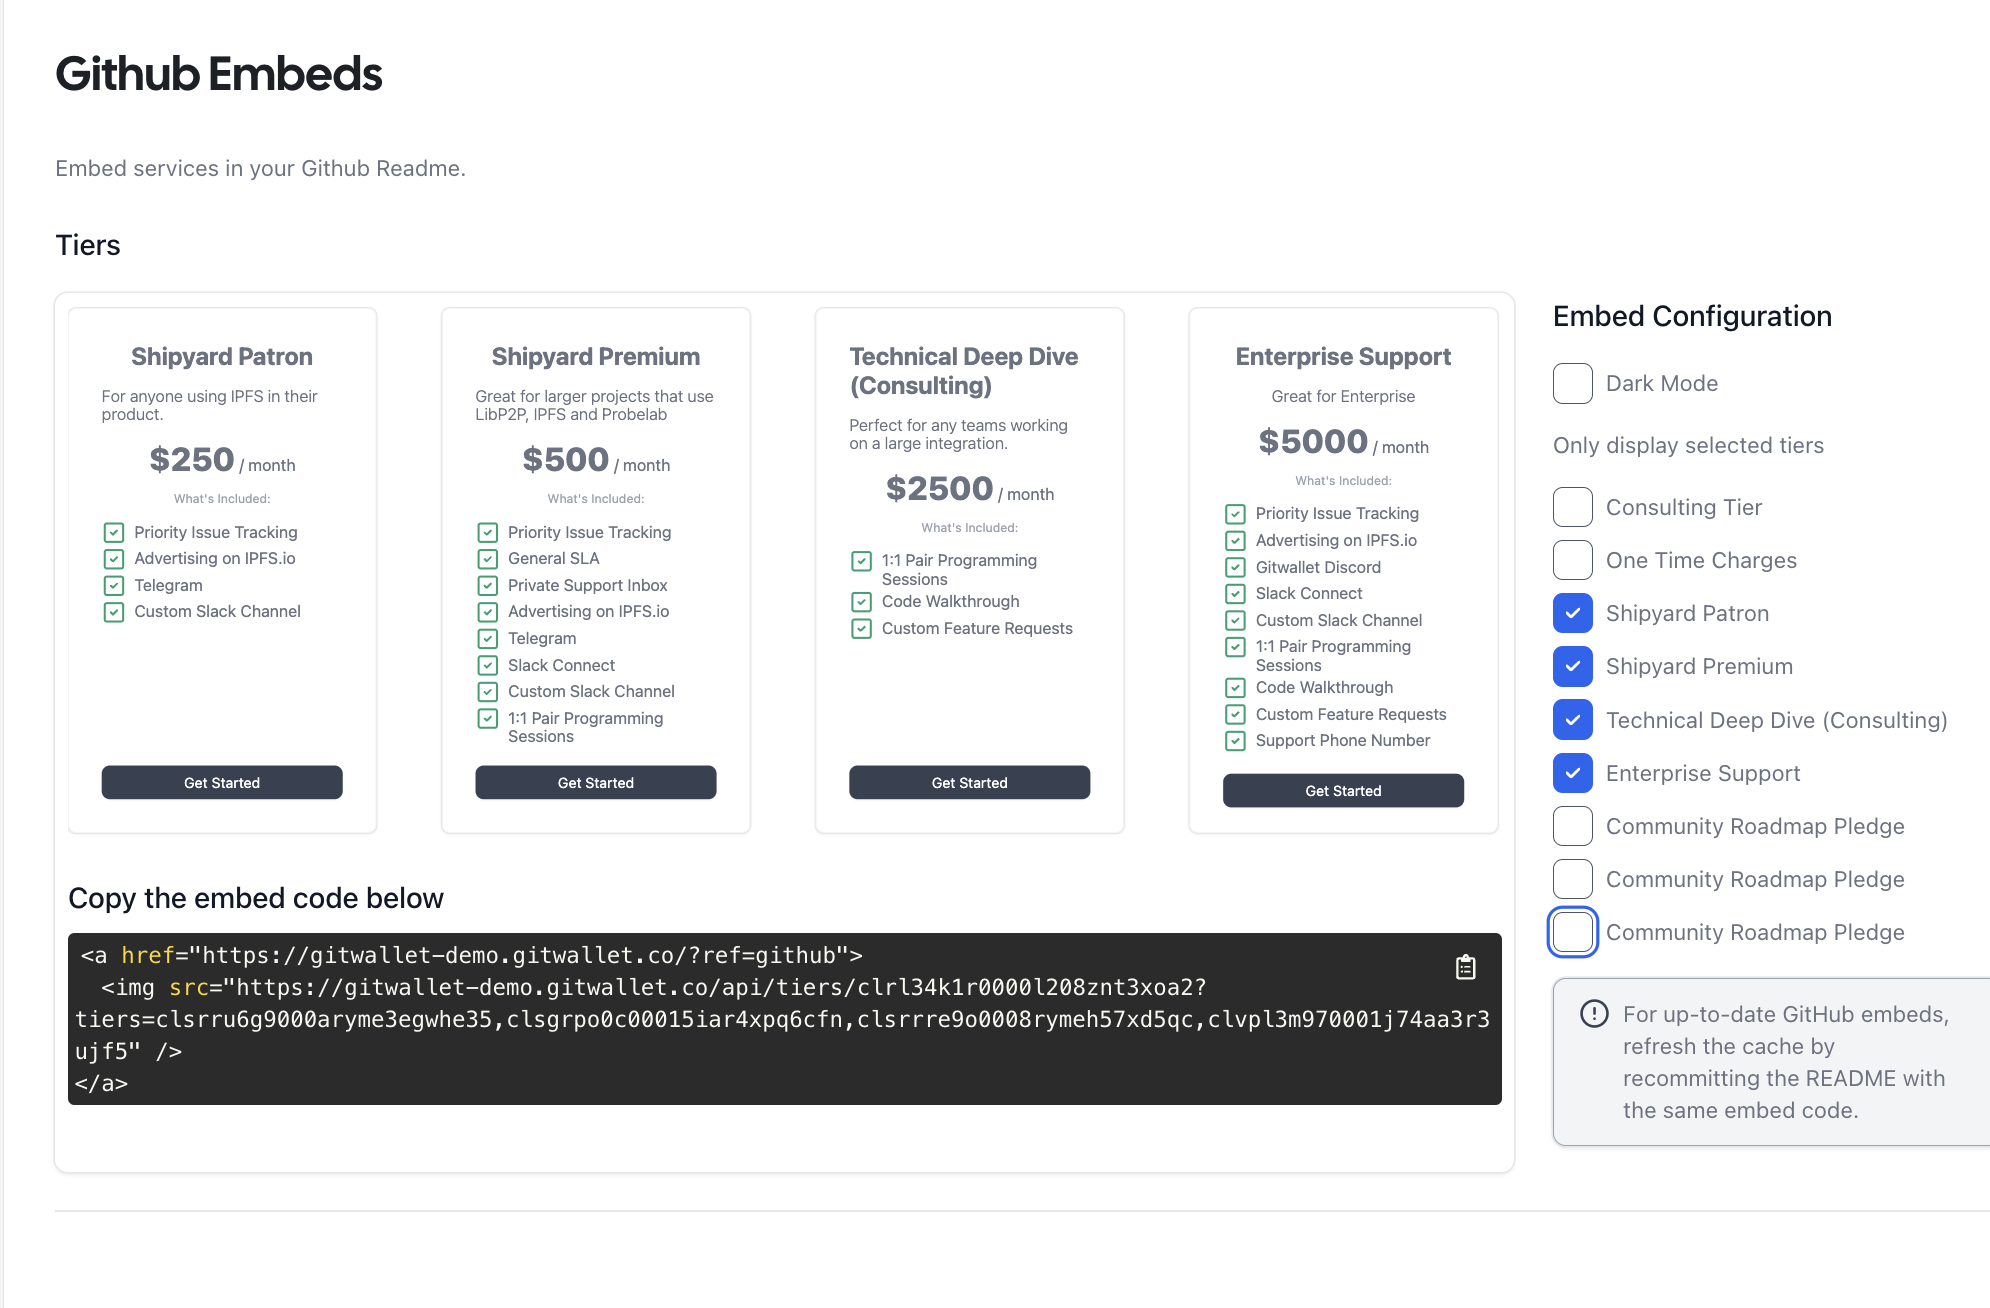 Github Embeds
Embed services in your Github Readme.
Tiers
Shipyard Patron
For anyone using IPFS in their
product.
$250 / month
What's Included:
Priority Issue Tracking
Advertising on IPFS.io
Telegram
Custom Slack Channel
Get Started
Shipyard Premium
Great for larger projects that use
LibP2P, IPFS and Probelab
$500 / month
What's Included:
Priority Issue Tracking
General SLA
Private Support Inbox
Advertising on IPFS.io
Telegram
Slack Connect
Custom Slack Channel
1:1 Pair Programming
Sessions
Get Started
Technical Deep Dive
(Consulting)
Perfect for any teams working
on a large integration.
$2500 / month
What's Included:
1:1 Pair Programming
Sessions
Code Walkthrough
Custom Feature Requests
Get Started
Enterprise Support
Great for Enterprise
$5000 / month
What's Included:
Priority Issue Tracking
Advertising on IPFS.io
Gitwallet Discord
Slack Connect
Custom Slack Channel
1:1 Pair Programming
Sessions
Code Walkthrough
Custom Feature Requests
Support Phone Number
Get Started
Copy the embed code below
<a href="https://gitwallet-demo.gitwallet.co/?ref=github">
<img src="https://gitwallet-demo.gitwallet.co/api/tiers/clrl34k1r0000l208znt3xoa2?
tiers=clsrru6g9000aryme3egwhe35,clsgrpo0c00015iar4xpq6cfn,clsrrre9o0008rymeh57xd5qc,clvpl3m970001j74aa3r3
ujf5" />
</a>
Embed Configuration
Dark Mode
Only display selected tiers
Consulting Tier
One Time Charges
Shipyard Patron
Shipyard Premium
Technical Deep Dive (Consulting)
Enterprise Support
Community Roadmap Pledge
Community Roadmap Pledge
Community Roadmap Pledge
For up-to-date GitHub embeds,
refresh the cache by
recommitting the README with
the same embed code.